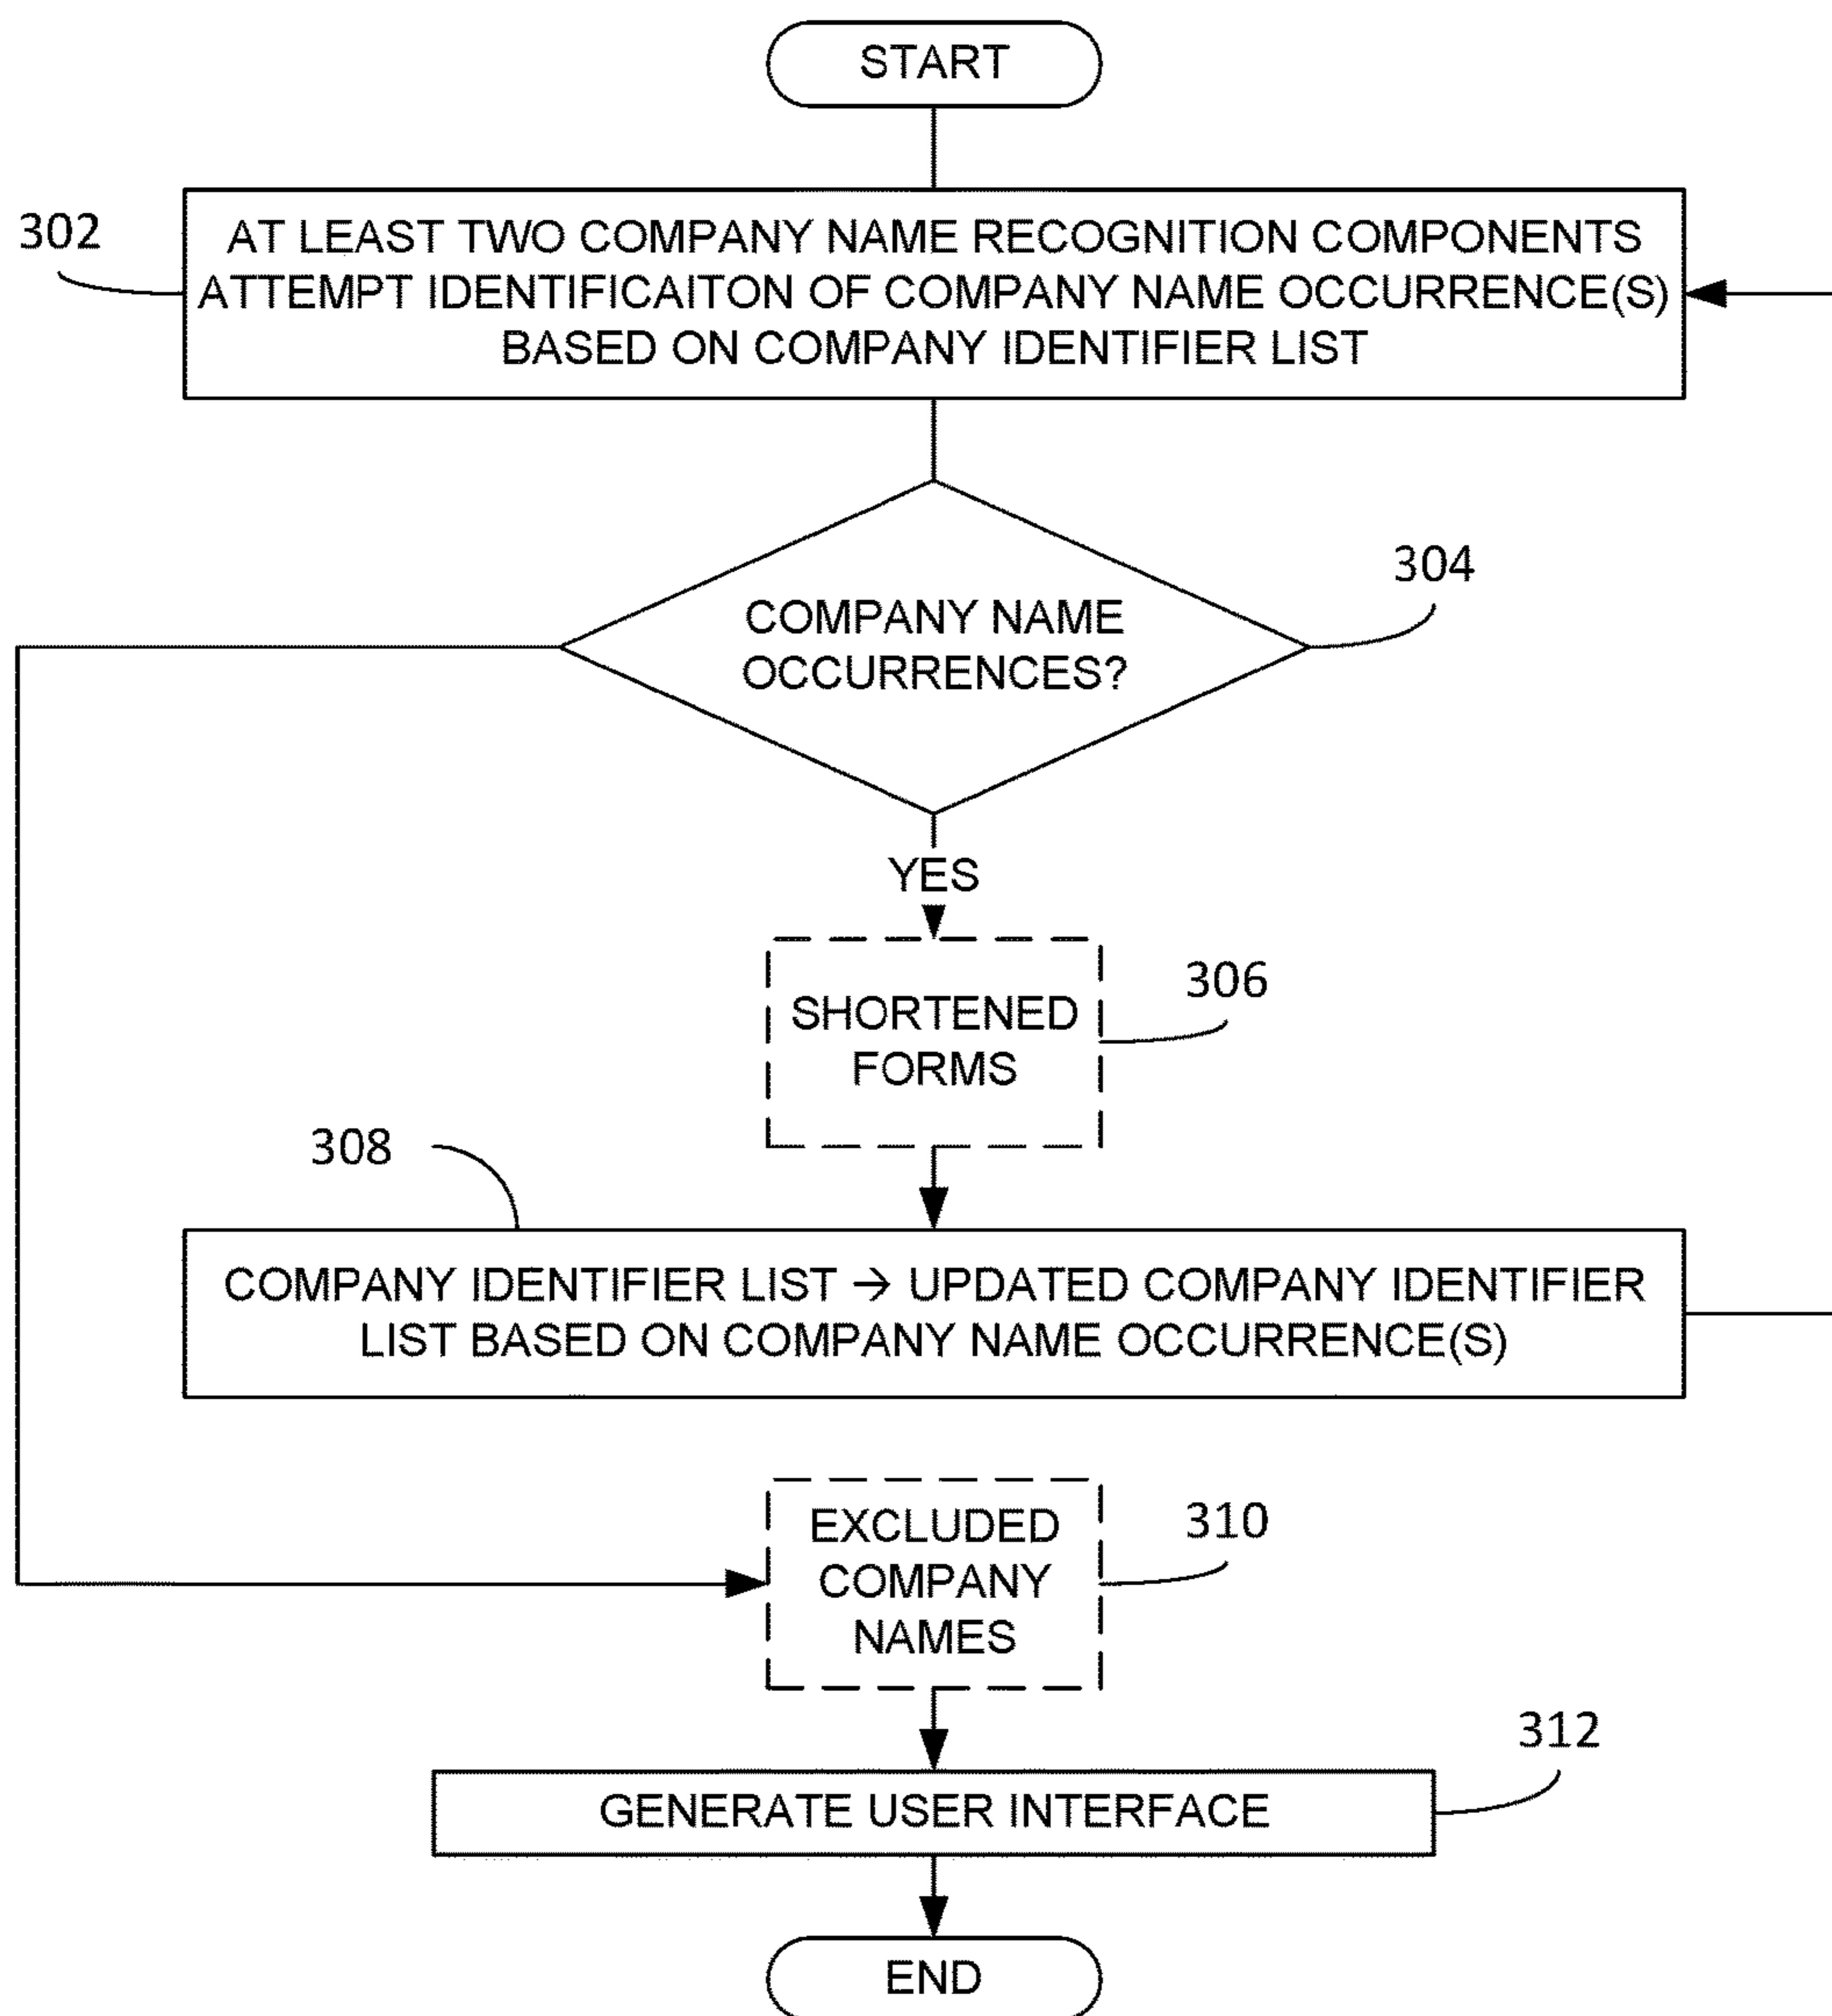 START
302
AT LEAST TWO COMPANY NAME RECOGNITION COMPONENTS
ATTEMPT IDENTIFICAITON OF COMPANY NAME OCCURRENCE(S)
BASED ON COMPANY IDENTIFIER LIST
304
COMPANY NAME
OCCURRENCES?
YES
306
SHORTENED
FORMS
308
COMPANY IDENTIFIER LIST → UPDATED COMPANY IDENTIFIER
LIST BASED ON COMPANY NAME OCCURRENCE(S)
310
EXCLUDED
COMPANY
NAMES
312
GENERATE USER INTERFACE
END